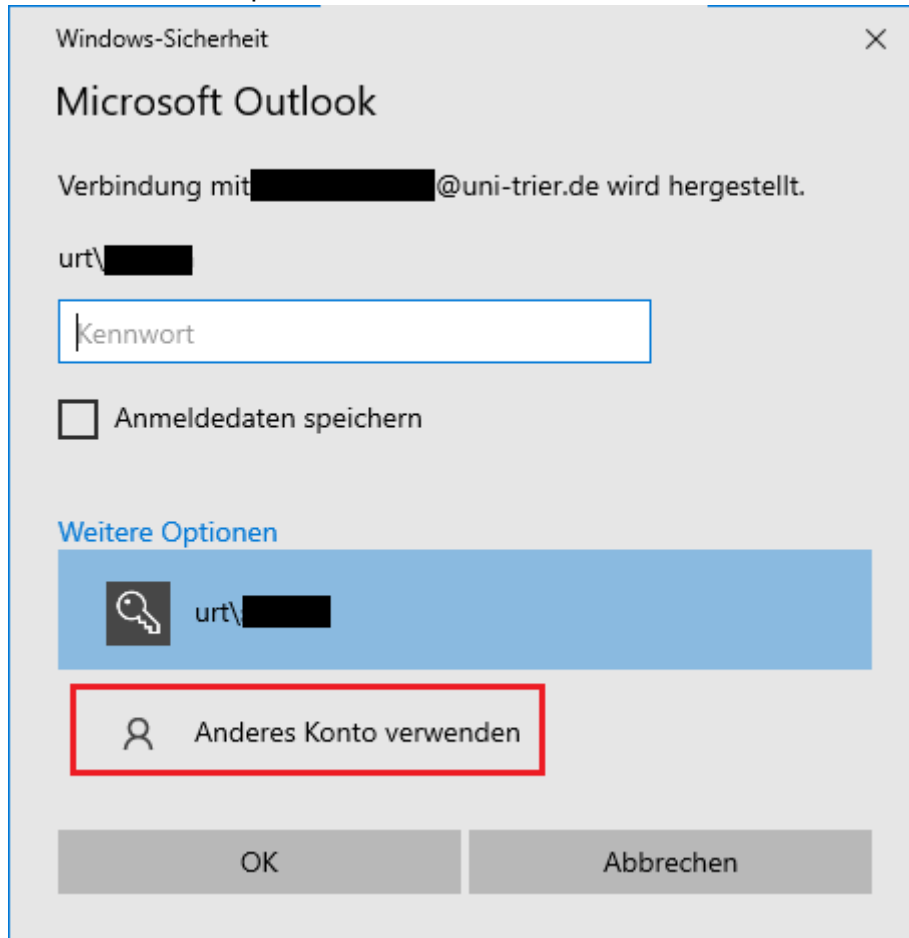 Windows-Sicherheit
Microsoft Outlook
Verbindung mit @uni-trier.de wird hergestellt.
urt\
Kennwort
Anmeldedaten speichern
Weitere Optionen
urt\
Anderes Konto verwenden
OK Abbrechen